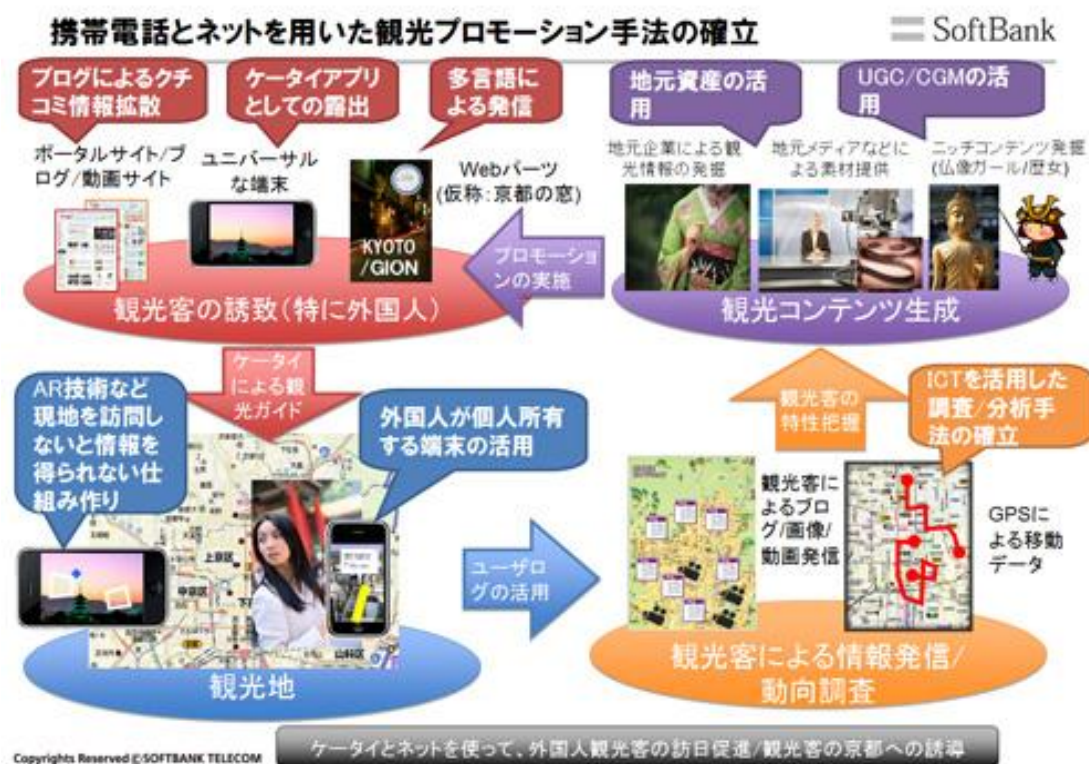 携帯電話とネットを用いた観光プロモーション手法の確立
SoftBank
ブログによるクチ
コミ情報拡散
ケータイアプリ
としての露出
多言語に
よる発信
地元資産の活
用
UGC/CGMの活
用
ポータルサイト/ブ
ログ/動画サイト
ユニバーサル
な端末
Webパーツ
(仮称:京都の窓)
KYOTO
/GION
地元企業による観
光情報の発掘
地元メディアなどに
よる素材提供
ニッチコンテンツ発掘
(仏像ガール/歴女)
プロモーショ
ンの実施
観光客の誘致(特に外国人)
観光コンテンツ生成
ケータイ
による観
光ガイド
AR技術など
現地を訪問し
ないと情報を
得られない仕
組み作り
外国人が個人所有
する端末の活用
観光客の
特性把握
ICTを活用した
調査/分析手
法の確立
上京区
中京区
山科区
ユーザロ
グの活用
観光客に
よるブロ
グ/画像/
動画発信
GPSに
よる移動
データ
観光地
観光客による情報発信/
動向調査
Copyrights Reserved ©SOFTBANK TELECOM
ケータイとネットを使って、外国人観光客の訪日促進/観光客の京都への誘導